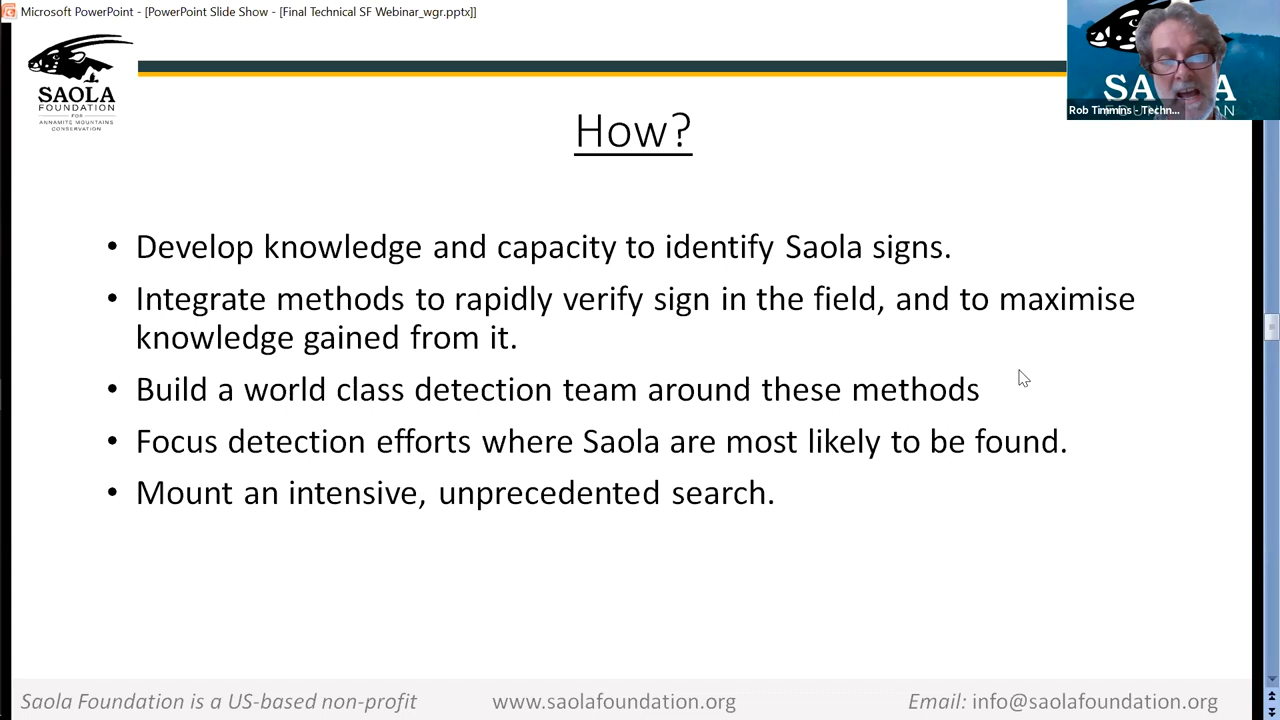 Microsoft PowerPoint - [PowerPoint Slide Show - [Final Technical SF Webinar_wgr.pptx]]
SAOLA
FOUNDATION
FOR
ANNAMITE MOUNTAINS
CONSERVATION
SA A
Rob Timmins - Techn...
How?
• Develop knowledge and capacity to identify Saola signs.
• Integrate methods to rapidly verify sign in the field, and to maximise
knowledge gained from it.
• Build a world class detection team around these methods
• Focus detection efforts where Saola are most likely to be found.
• Mount an intensive, unprecedented search.
Saola Foundation is a US-based non-profit
www.saolafoundation.org
Email: info@saolafoundation.org